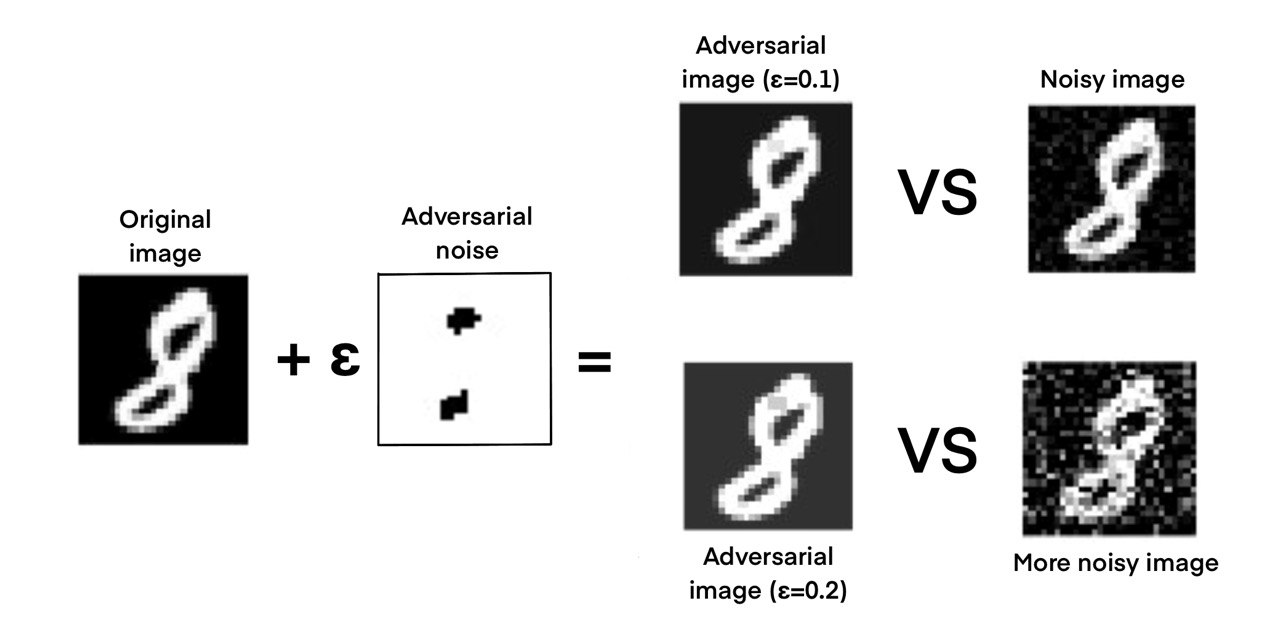 Original
image
+ ε
Adversarial
noise
=
Adversarial
image (ε=0.1)
VS
Noisy image
VS
Adversarial
image (ε=0.2)
More noisy image